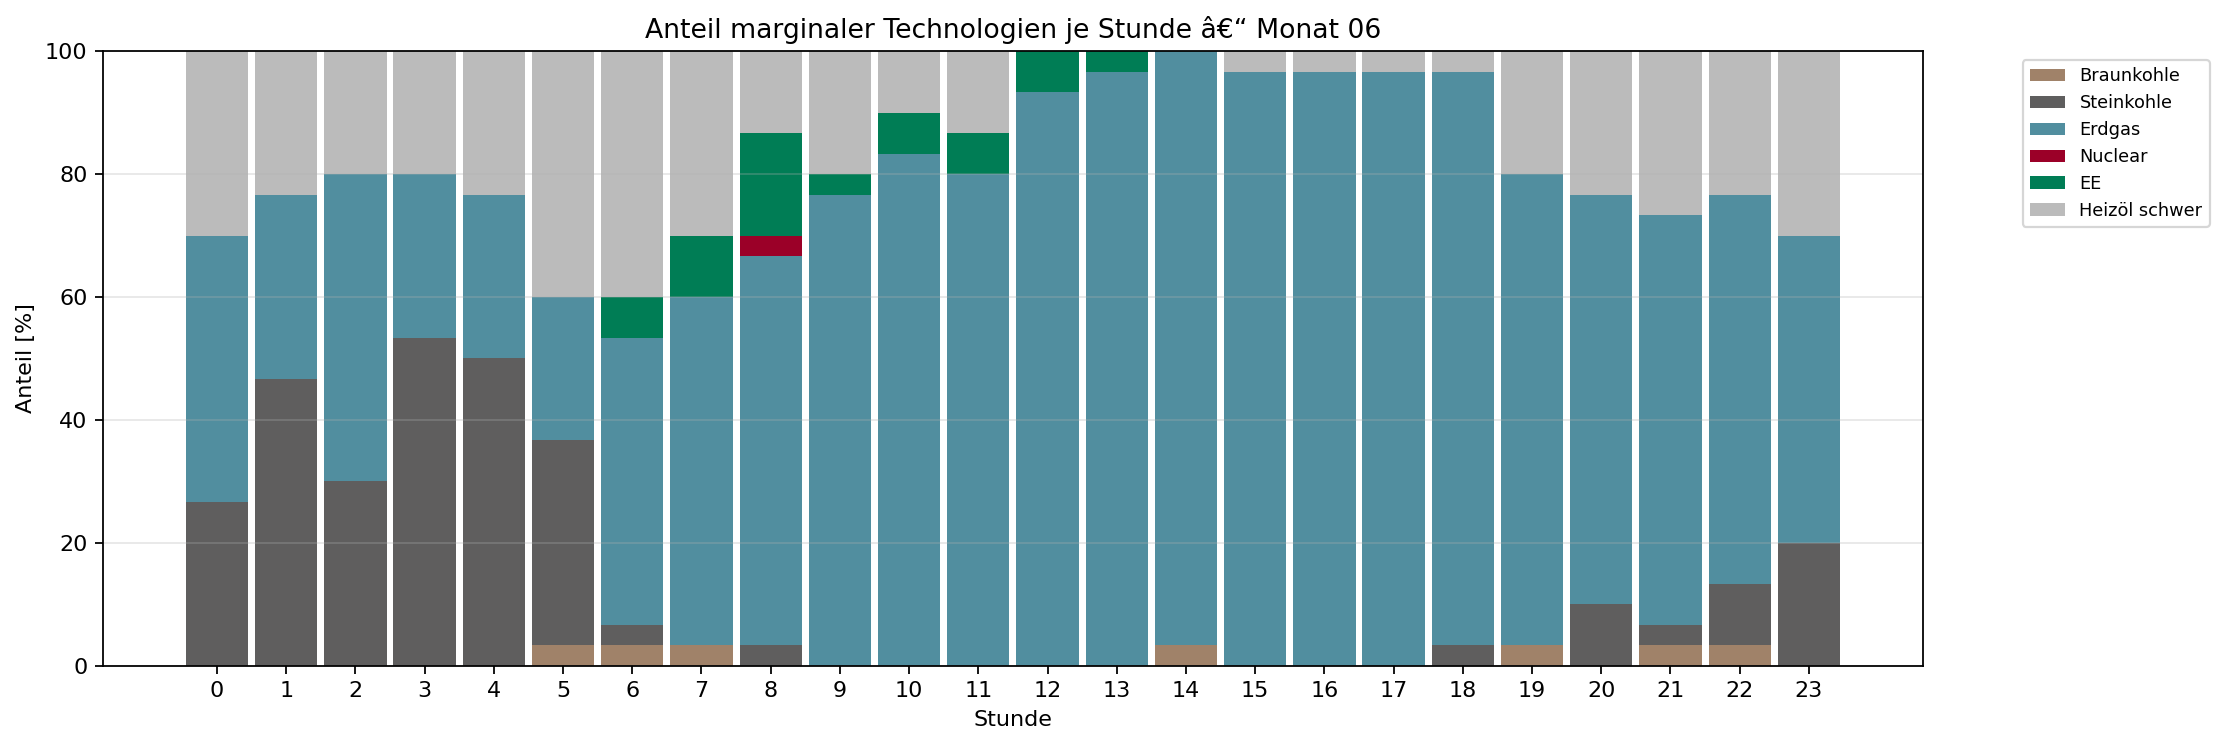 Anteil marginaler Technologien je Stunde â€“ Monat 06
Anteil [%]
100
80
60
40
20
0
0 1 2 3 4 5 6 7 8 9 10 11 12 13 14 15 16 17 18 19 20 21 22 23
Stunde
Braunkohle
Steinkohle
Erdgas
Nuclear
EE
Heizöl schwer